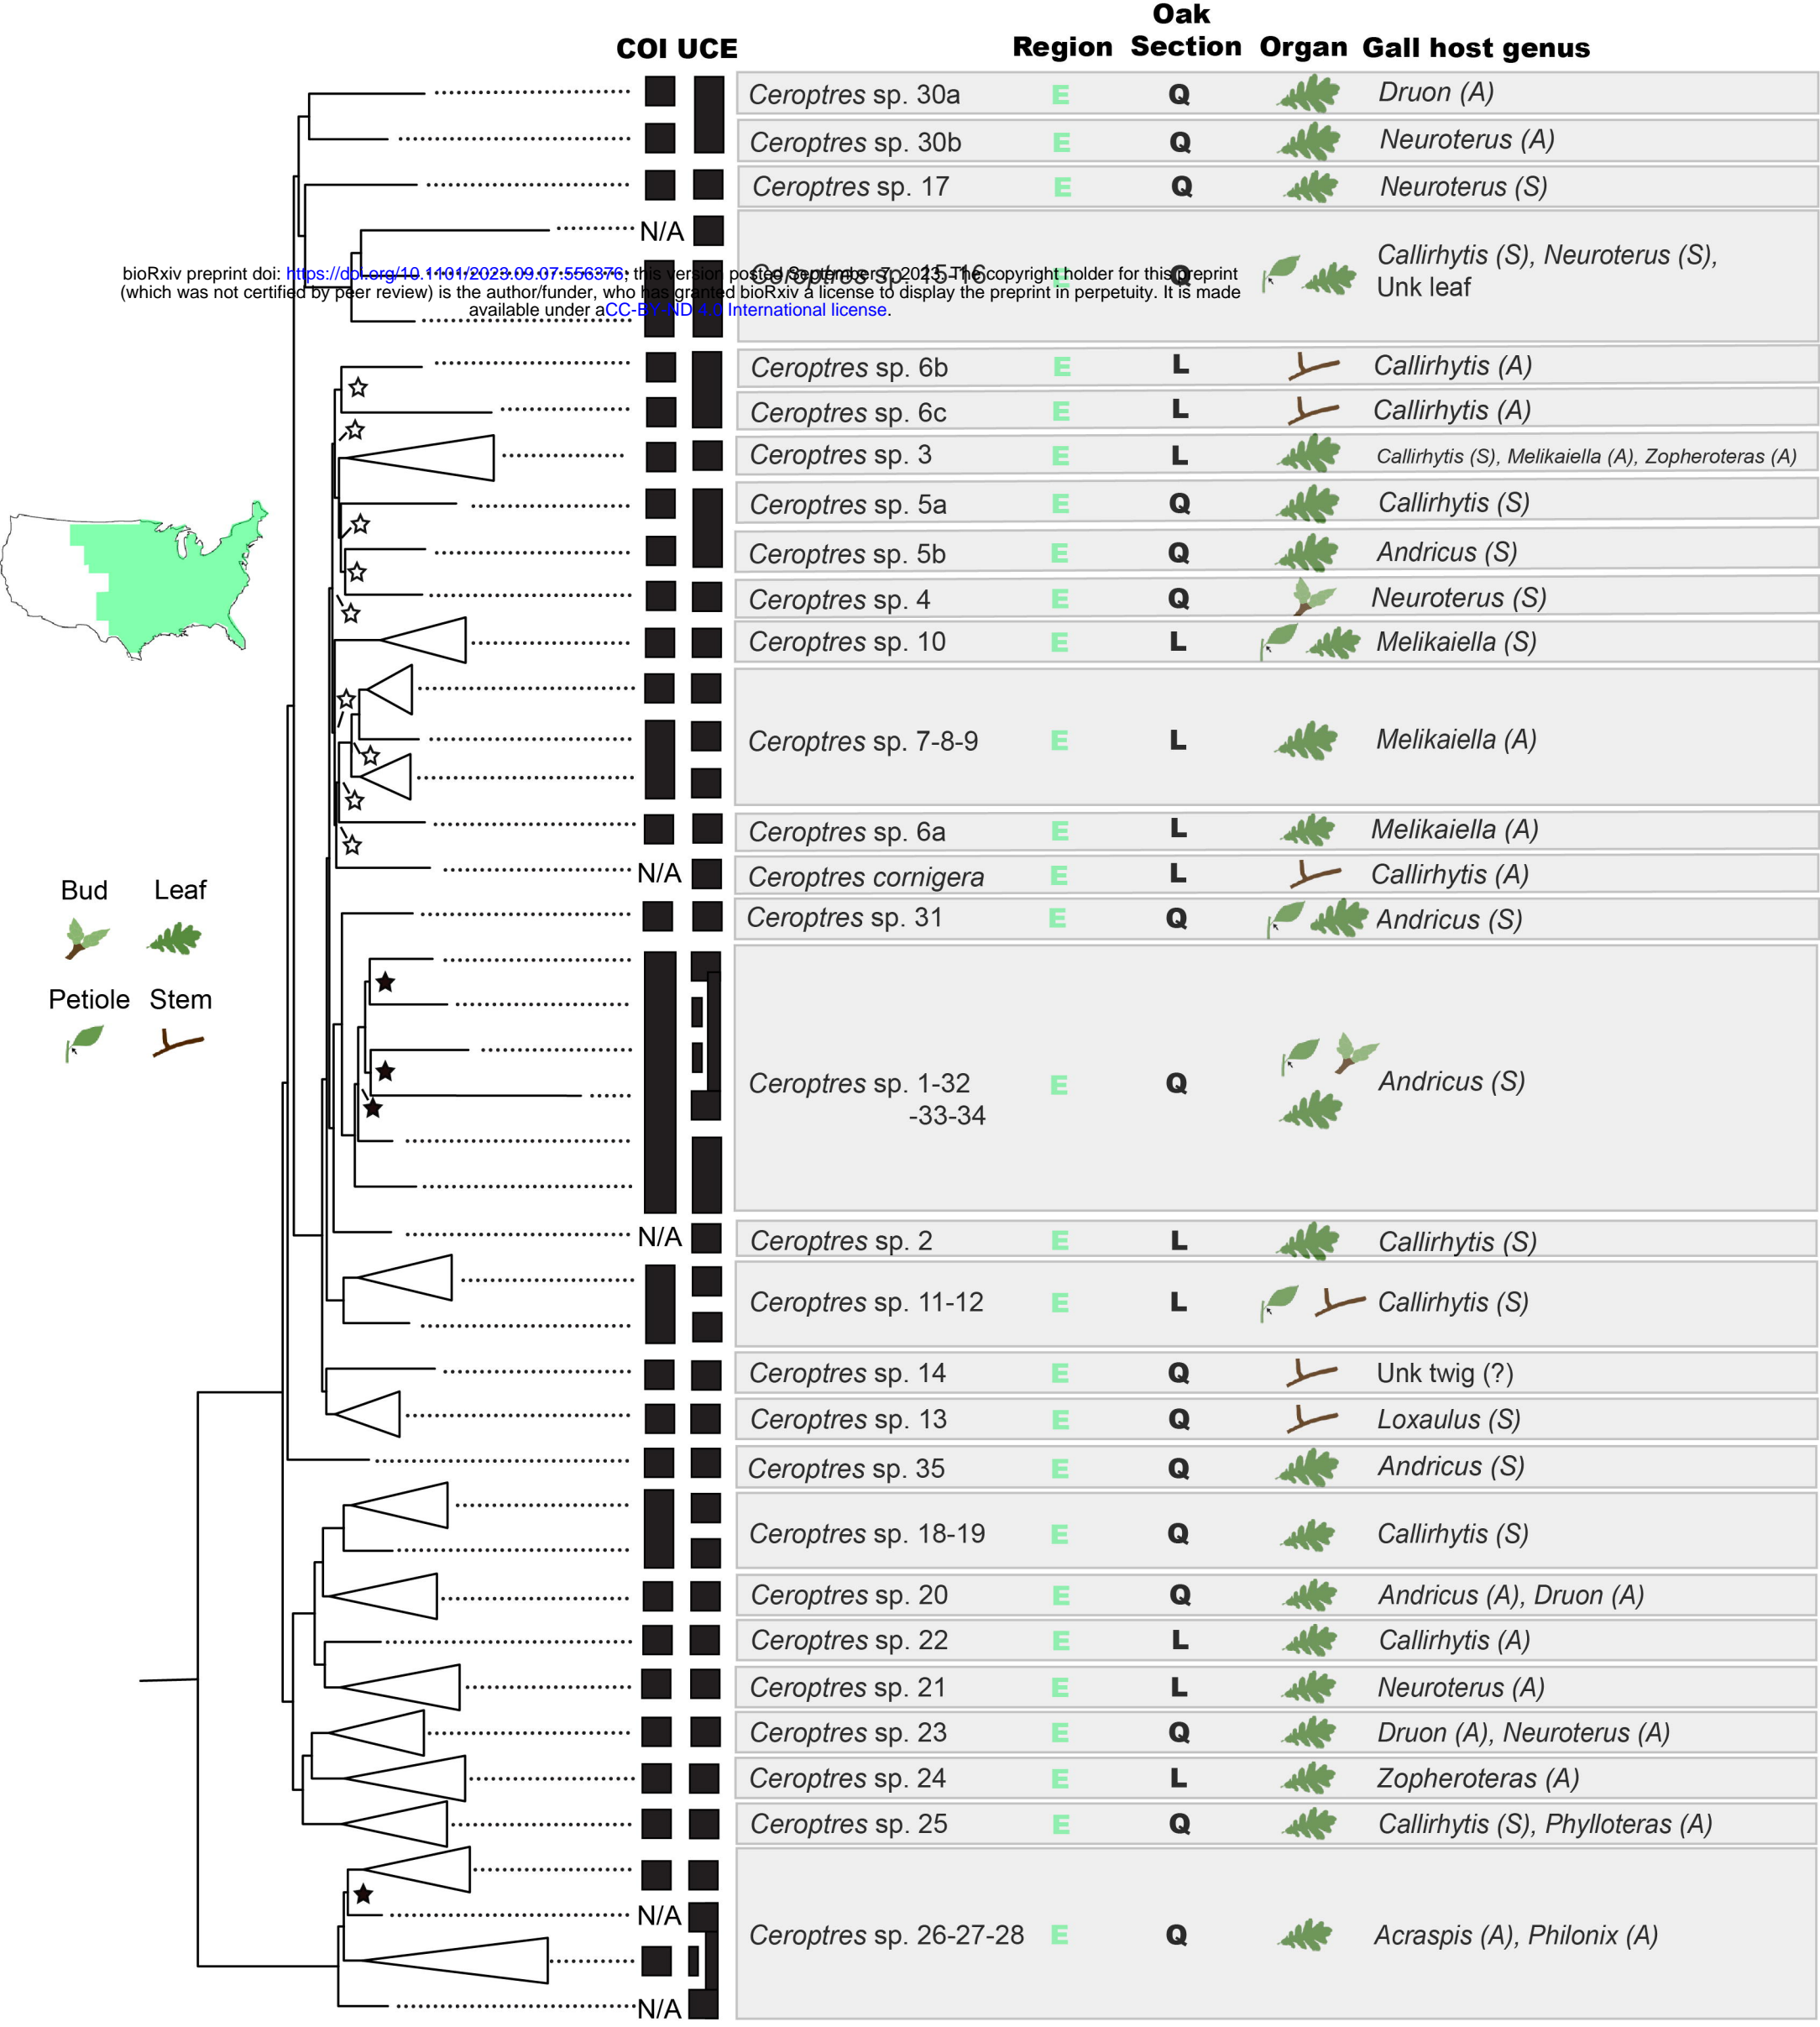 Oak
COI UCE Region Section Organ Gall host genus
Ceroptres sp. 30a E Q Druon (A)
Ceroptres sp. 30b E Q Neuroterus (A)
Ceroptres sp. 17 E Q Neuroterus (S)
N/A
Callirhytis (S), Neuroterus (S),
bioRxiv preprint doi: https://doi.org/10.1101/2023.09.07.556376; this version posted September 7, 2023. The copyright holder for this preprint
Ceroptres sp. 15-16 E Q
Unk leaf
(which was not certified by peer review) is the author/funder, who has granted bioRxiv a license to display the preprint in perpetuity. It is made
available under aCC-BY-ND 4.0 International license.
Ceroptres sp. 6b E L Callirhytis (A)
Ceroptres sp. 6c E L Callirhytis (A)
Ceroptres sp. 3 E L Callirhytis (S), Melikaiella (A), Zopheroteras (A)
Ceroptres sp. 5a E Q Callirhytis (S)
Ceroptres sp. 5b E Q Andricus (S)
Ceroptres sp. 4 E Q Neuroterus (S)
Ceroptres sp. 10 E L Melikaiella (S)
Ceroptres sp. 7-8-9 E L Melikaiella (A)
Ceroptres sp. 6a E L Melikaiella (A)
N/A Ceroptres cornigera E L Callirhytis (A)
Bud Leaf
Ceroptres sp. 31 E Q Andricus (S)
Petiole Stem
Ceroptres sp. 1-32 E Q Andricus (S)
-33-34
N/A Ceroptres sp. 2 E L Callirhytis (S)
Ceroptres sp. 11-12 E L Callirhytis (S)
Ceroptres sp. 14 E Q Unk twig (?)
Ceroptres sp. 13 E Q Loxaulus (S)
Ceroptres sp. 35 E Q Andricus (S)
Ceroptres sp. 18-19 E Q Callirhytis (S)
Ceroptres sp. 20 E Q Andricus (A), Druon (A)
Ceroptres sp. 22 E L Callirhytis (A)
Ceroptres sp. 21 E L Neuroterus (A)
Ceroptres sp. 23 E Q Druon (A), Neuroterus (A)
Ceroptres sp. 24 E L Zopheroteras (A)
Ceroptres sp. 25 E Q Callirhytis (S), Phylloteras (A)
N/A
Ceroptres sp. 26-27-28 E Q Acraspis (A), Philonix (A)
N/A